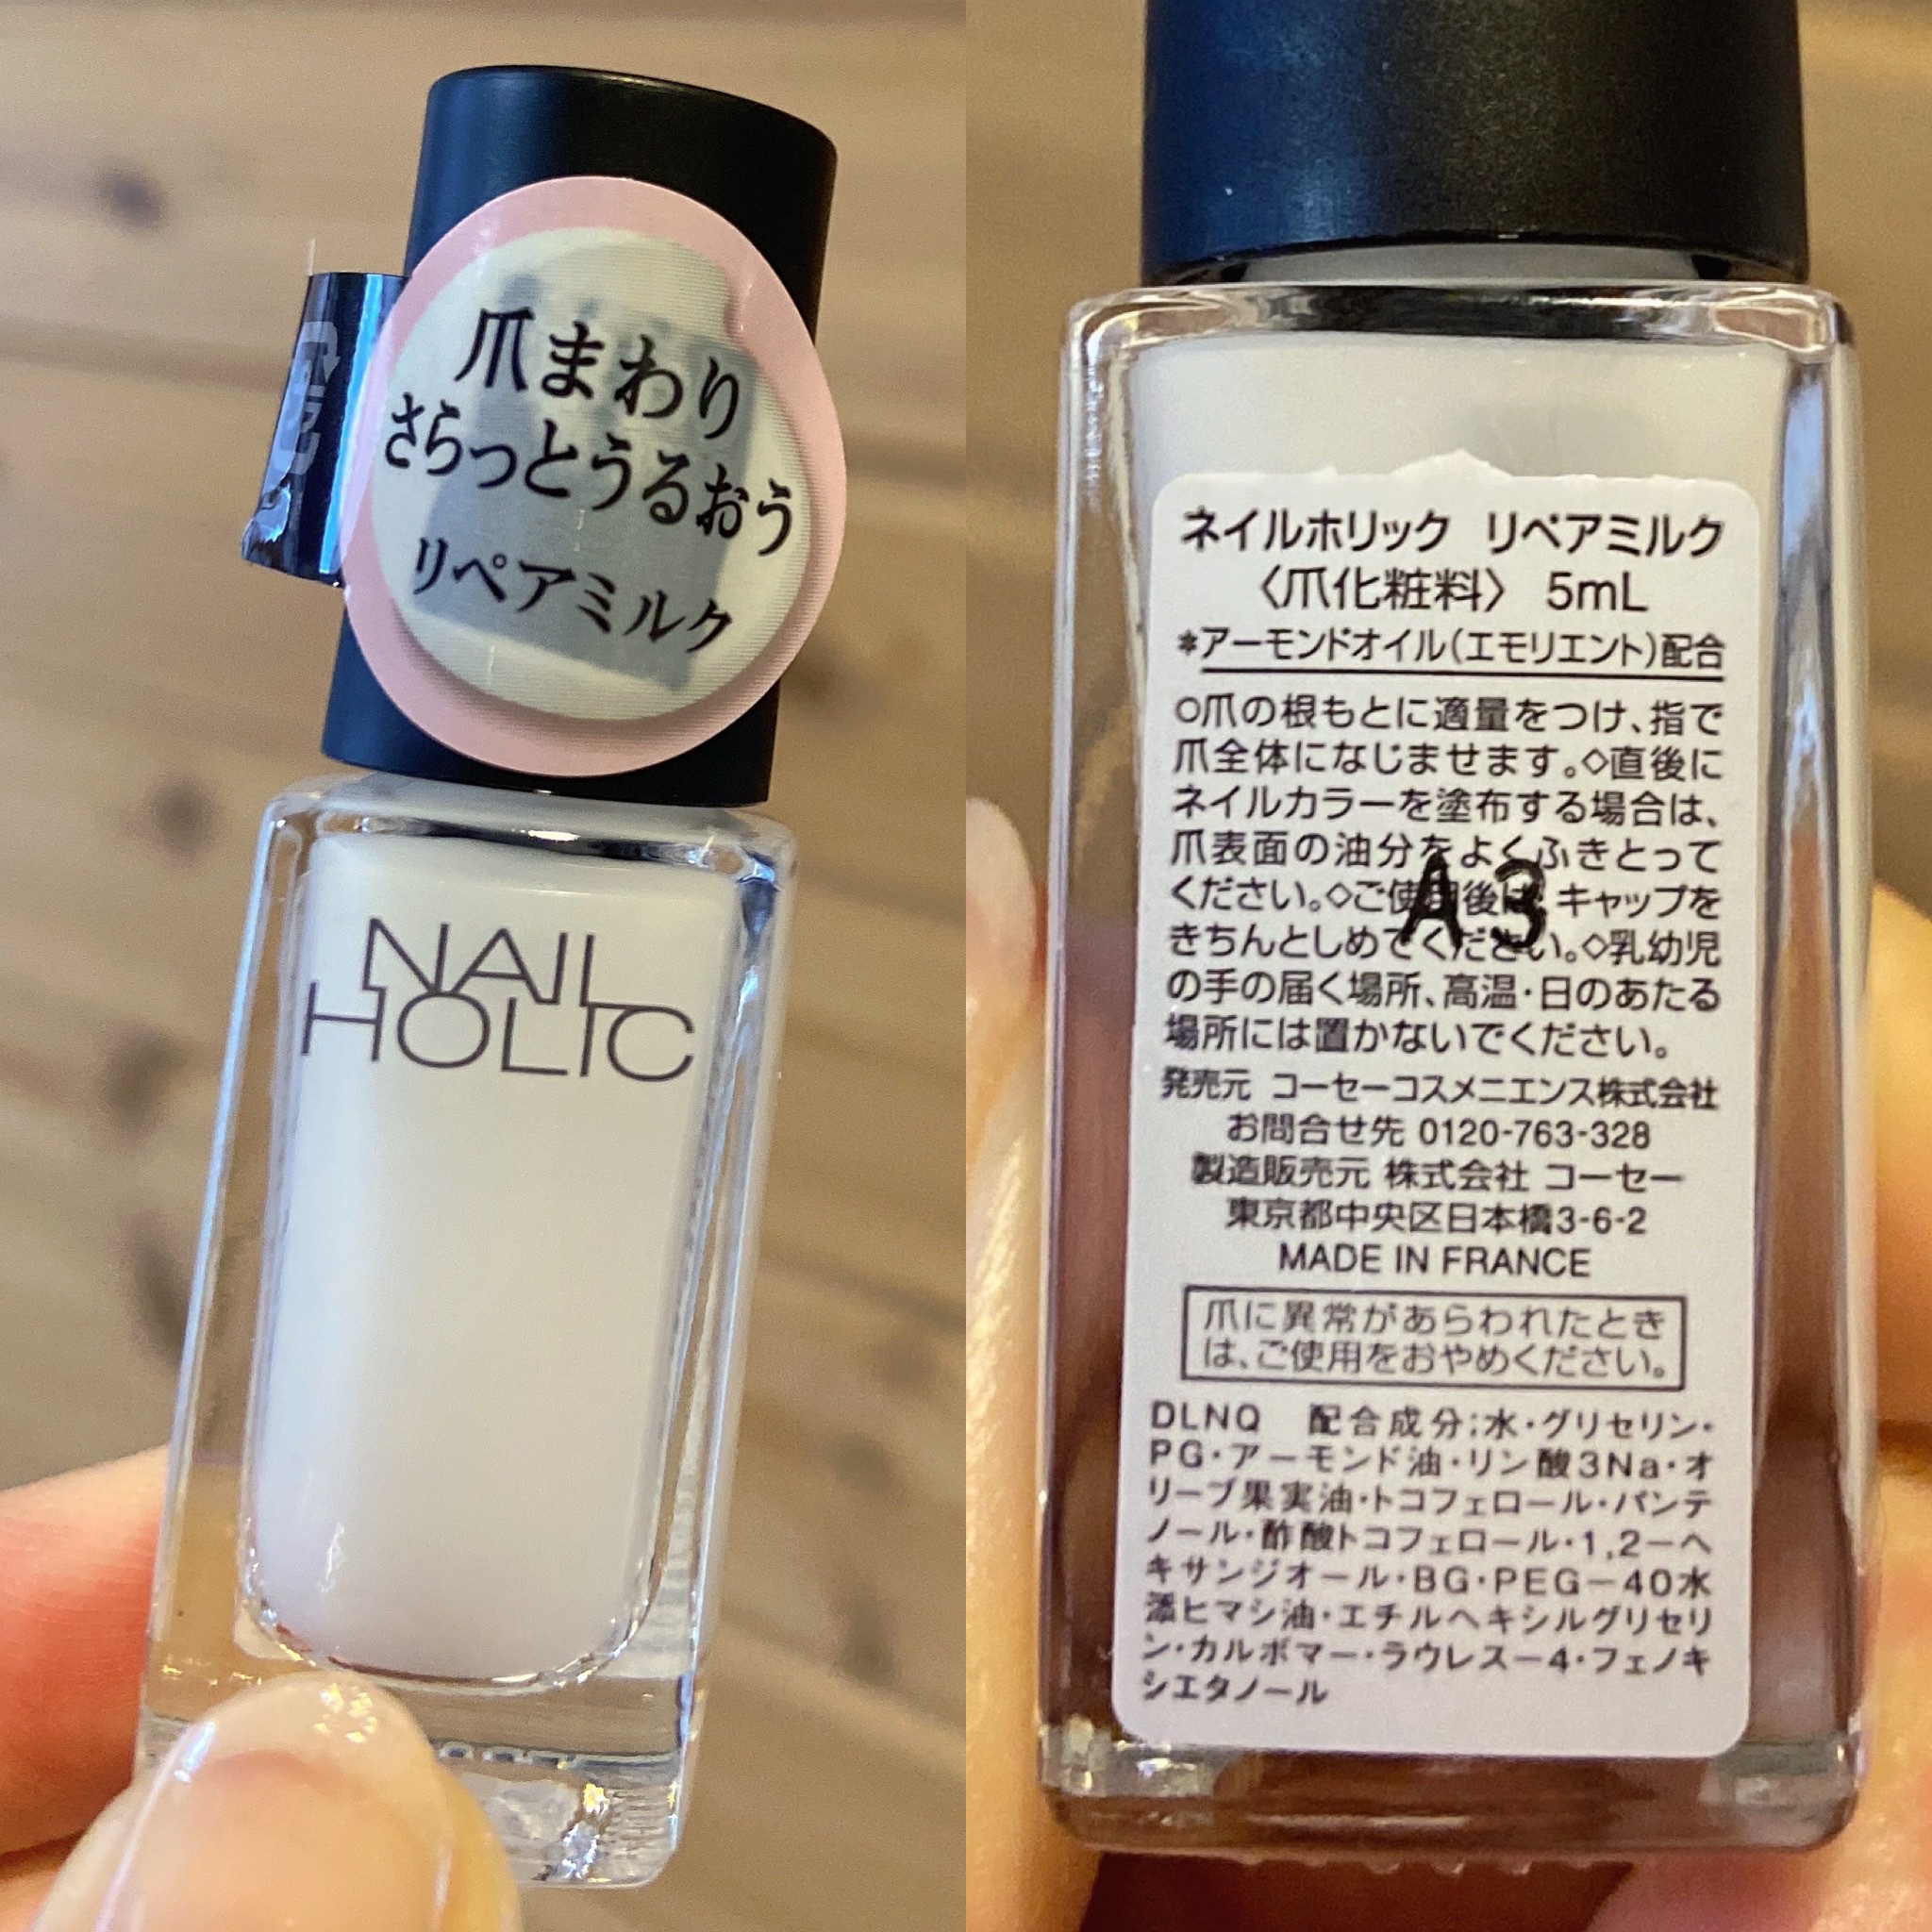 爪まわり
さらっとうるおう
リペアミルク
NAIL
HOLIC
ネイルホリック リペアミルク
〈爪化粧料〉 5mL
*アーモンドオイル(エモリエント)配合
○爪の根もとに適量をつけ、指で
爪全体になじませます。◇直後に
ネイルカラーを塗布する場合は、
爪表面の油分をよくふきとって
ください。◇ご使用後は、キャップを
きちんとしめてください。◇乳幼児
の手の届く場所、高温・日のあたる
場所には置かないでください。
A3
発売元 コーセーコスメニエンス株式会社
お問合せ先 0120-763-328
製造販売元 株式会社 コーセー
東京都中央区日本橋3-6-2
MADE IN FRANCE
爪に異常があらわれたとき
は、ご使用をおやめください。
DLNQ 配合成分;水・グリセリン・
PG・アーモンド油・リン酸3Na・オ
リーブ果実油・トコフェロール・パンテ
ノール・酢酸トコフェロール・1,2-ヘ
キサンジオール・BG・PEG-40水
添ヒマシ油・エチルヘキシルグリセリ
ン・カルボマー・ラウレス-4・フェノキ
シエタノール